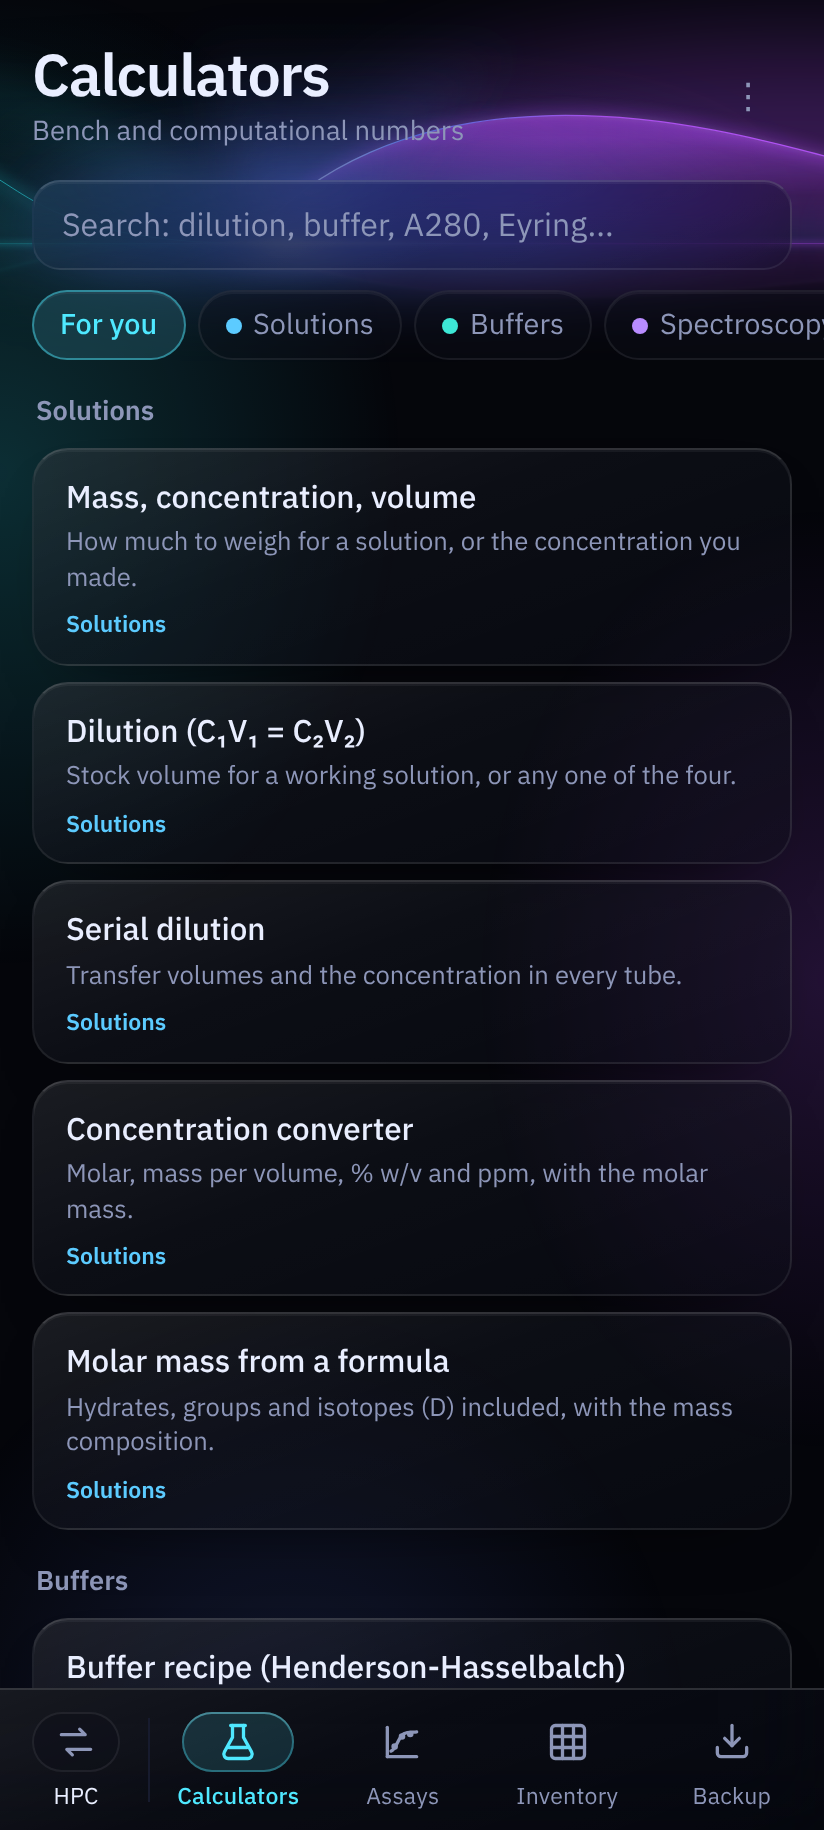 Calculators
Bench and computational numbers
Search: dilution, buffer, A280, Eyring...
For you
Solutions
Buffers
Spectroscopy
Solutions
Mass, concentration, volume
How much to weigh for a solution, or the concentration you
made.
Solutions
Dilution (C₁V₁ = C₂V₂)
Stock volume for a working solution, or any one of the four.
Solutions
Serial dilution
Transfer volumes and the concentration in every tube.
Solutions
Concentration converter
Molar, mass per volume, % w/v and ppm, with the molar
mass.
Solutions
Molar mass from a formula
Hydrates, groups and isotopes (D) included, with the mass
composition.
Solutions
Buffers
Buffer recipe (Henderson-Hasselbalch)
HPC
Calculators
Assays
Inventory
Backup